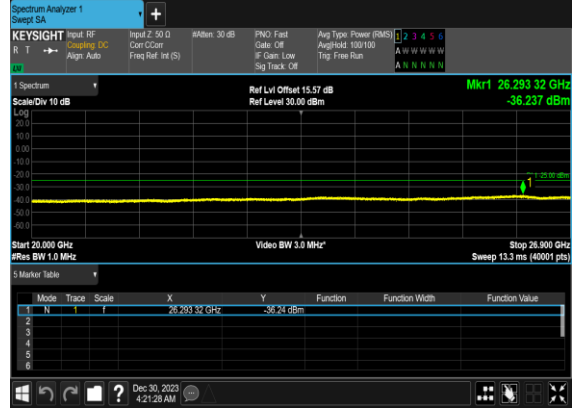 Spectrum Analyzer 1
Swept SA
+
KEYSIGHT Input: RF Input Z: 50 Ω #Atten: 30 dB PNO: Fast Avg Type: Power (RMS) 1 2 3 4 5 6
R T Coupling: DC Corr CCorr Gate: Off Avg|Hold: 100/100 A W W W W W
Align: Auto Freq Ref: Int (S) IF Gain: Low Trig: Free Run
Sig Track: Off A N N N N N
1 Spectrum
Ref Lvl Offset 15.57 dB Mkr1 26.293 32 GHz
Scale/Div 10 dB Ref Level 30.00 dBm -36.237 dBm
Log
20.0
10.0
0.00
-10.0
-20.0
-25.00 dBm
1
-30.0
-40.0
-50.0
-60.0
Start 20.000 GHz Video BW 3.0 MHz* Stop 26.900 GHz
#Res BW 1.0 MHz Sweep 13.3 ms (40001 pts)
5 Marker Table
Mode Trace Scale X Y Function Function Width Function Value
1 N 1 f 26.293 32 GHz -36.24 dBm
2
3
4
5
6
? Dec 30, 2023
4:21:28 AM